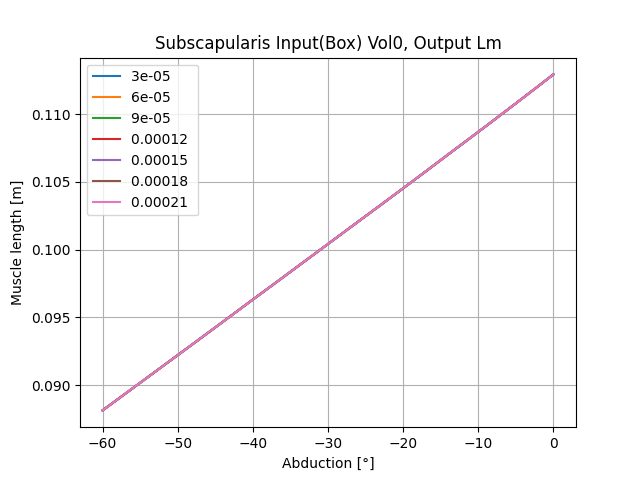 Subscapularis Input(Box) Vol0, Output Lm
3e-05
6e-05
9e-05
0.00012
0.00015
0.00018
0.00021
0.110
0.105
0.100
0.095
0.090
Muscle length [m]
−60 −50 −40 −30 −20 −10 0
Abduction [°]